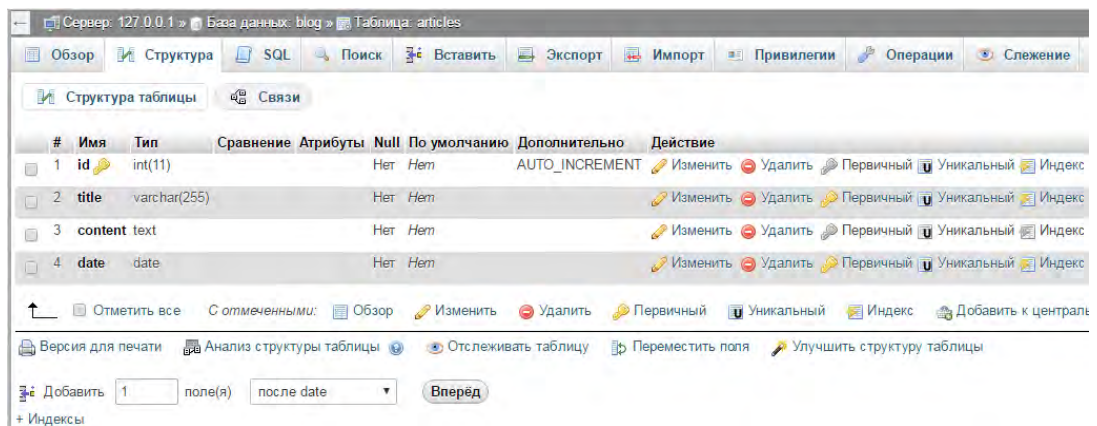 ← Сервер: 127.0.0.1 » База данных: blog » Таблица: articles
Обзор Структура SQL Поиск Вставить Экспорт Импорт Привилегии Операции Слежение
Структура таблицы Связи
# Имя Тип Сравнение Атрибуты Null По умолчанию Дополнительно Действие
1 id int(11) Нет Нет AUTO_INCREMENT Изменить Удалить Первичный U Уникальный Индекс
2 title varchar(255) Нет Нет Изменить Удалить Первичный U Уникальный Индекс
3 content text Нет Нет Изменить Удалить Первичный U Уникальный Индекс
4 date date Нет Нет Изменить Удалить Первичный U Уникальный Индекс
Отметить все С отмеченными: Обзор Изменить Удалить Первичный U Уникальный Индекс Добавить к централь
Версия для печати Анализ структуры таблицы Отслеживать таблицу Переместить поля Улучшить структуру таблицы
Добавить 1 поле(я) после date Вперёд
+ Индексы